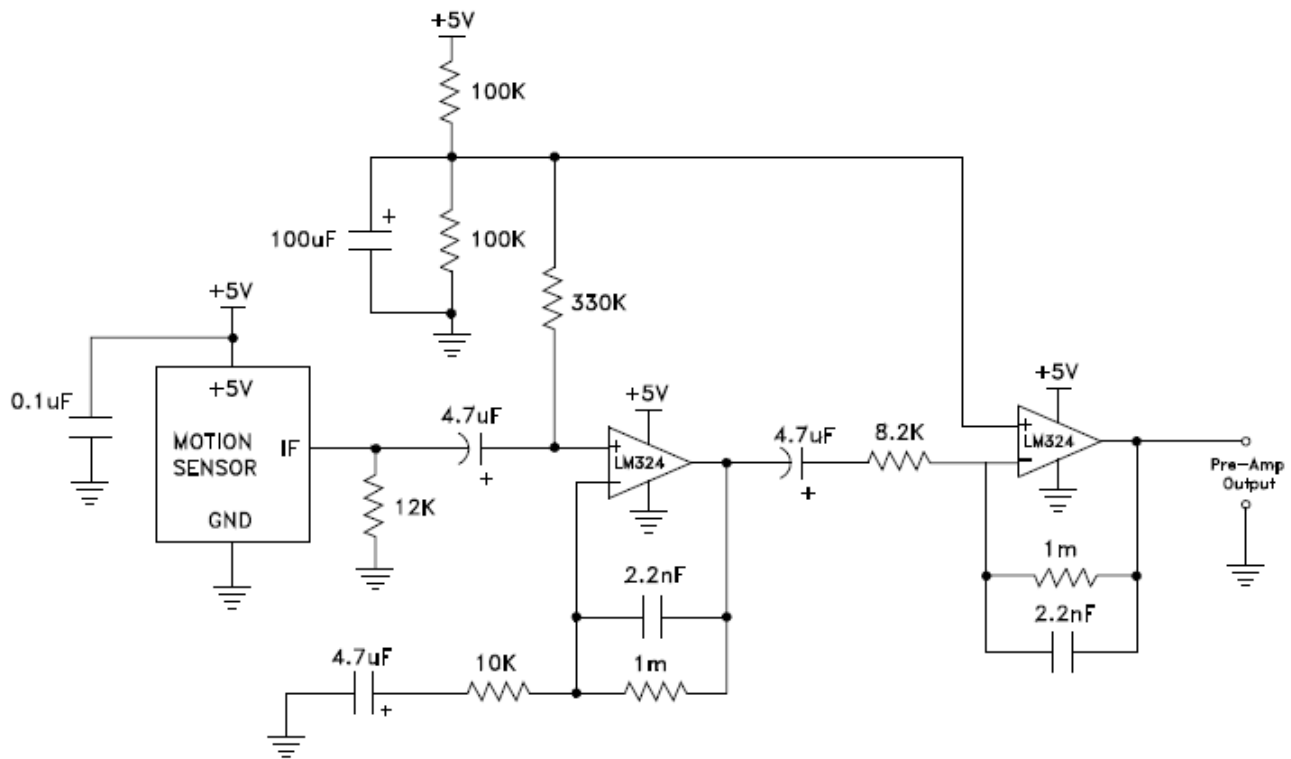 +5V
100K
+
100uF
100K
330K
+5V
0.1uF
+5V
MOTION
SENSOR
IF
GND
12K
4.7uF
+
+5V
+
LM324
−
4.7uF
+
8.2K
+5V
+
LM324
−
Pre-Amp
Output
2.2nF
1m
1m
2.2nF
4.7uF
+
10K